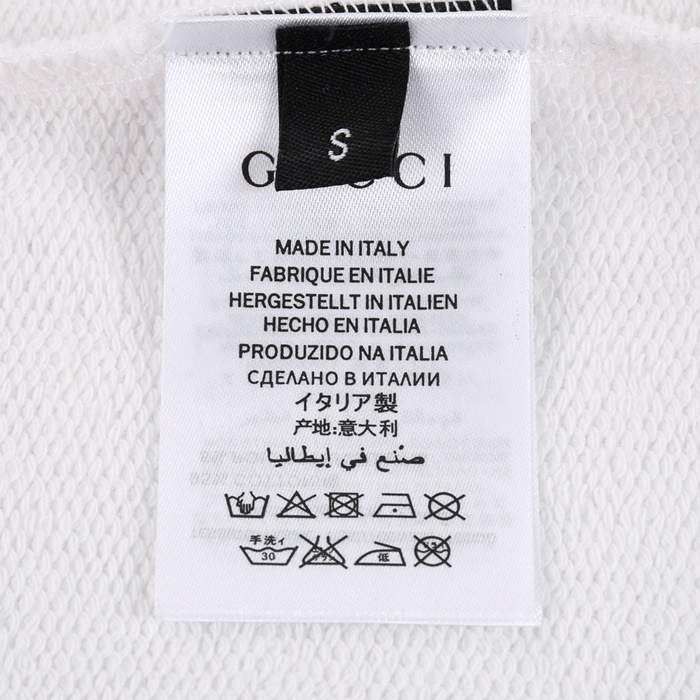 S
GUCCI
MADE IN ITALY
FABRIQUE EN ITALIE
HERGESTELLT IN ITALIEN
HECHO EN ITALIA
PRODUZIDO NA ITALIA
СДЕЛАНО В ИТАЛИИ
イタリア製
产地:意大利
صنع في إيطاليا
手洗イ
30
低